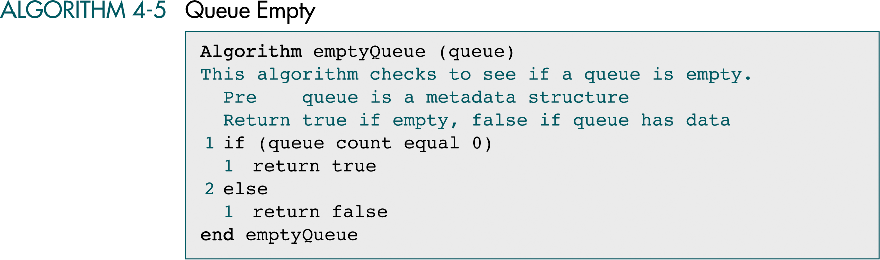 ALGORITHM 4-5 Queue Empty
Algorithm emptyQueue (queue)
This algorithm checks to see if a queue is empty.
Pre queue is a metadata structure
Return true if empty, false if queue has data
1 if (queue count equal 0)
1 return true
2 else
1 return false
end emptyQueue